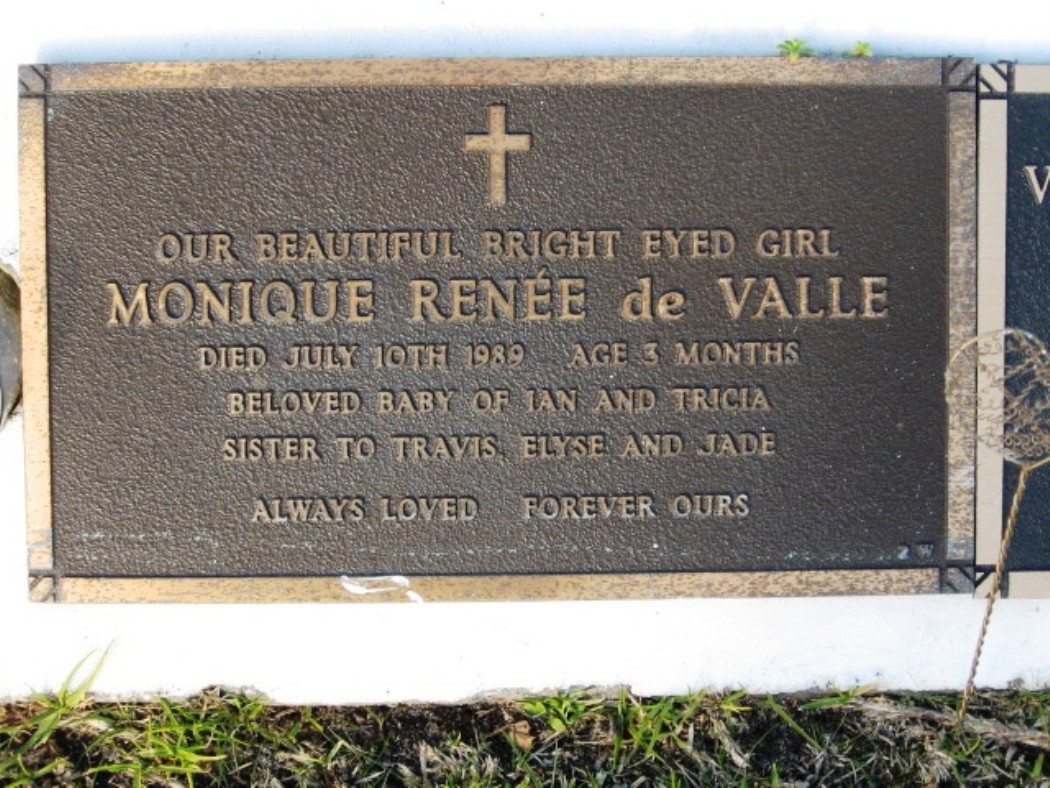 OUR BEAUTIFUL BRIGHT EYED GIRL
MONIQUE RENÉE de VALLE
DIED JULY 10TH 1989 AGE 3 MONTHS
BELOVED BABY OF IAN AND TRICIA
SISTER TO TRAVIS, ELYSE AND JADE
ALWAYS LOVED FOREVER OURS